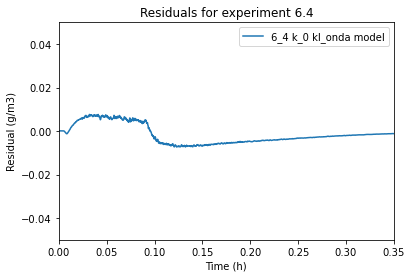 Residuals for experiment 6.4
6_4 k_0 kl_onda model
Residual (g/m3)
0.04
0.02
0.00
−0.02
−0.04
0.00 0.05 0.10 0.15 0.20 0.25 0.30 0.35
Time (h)